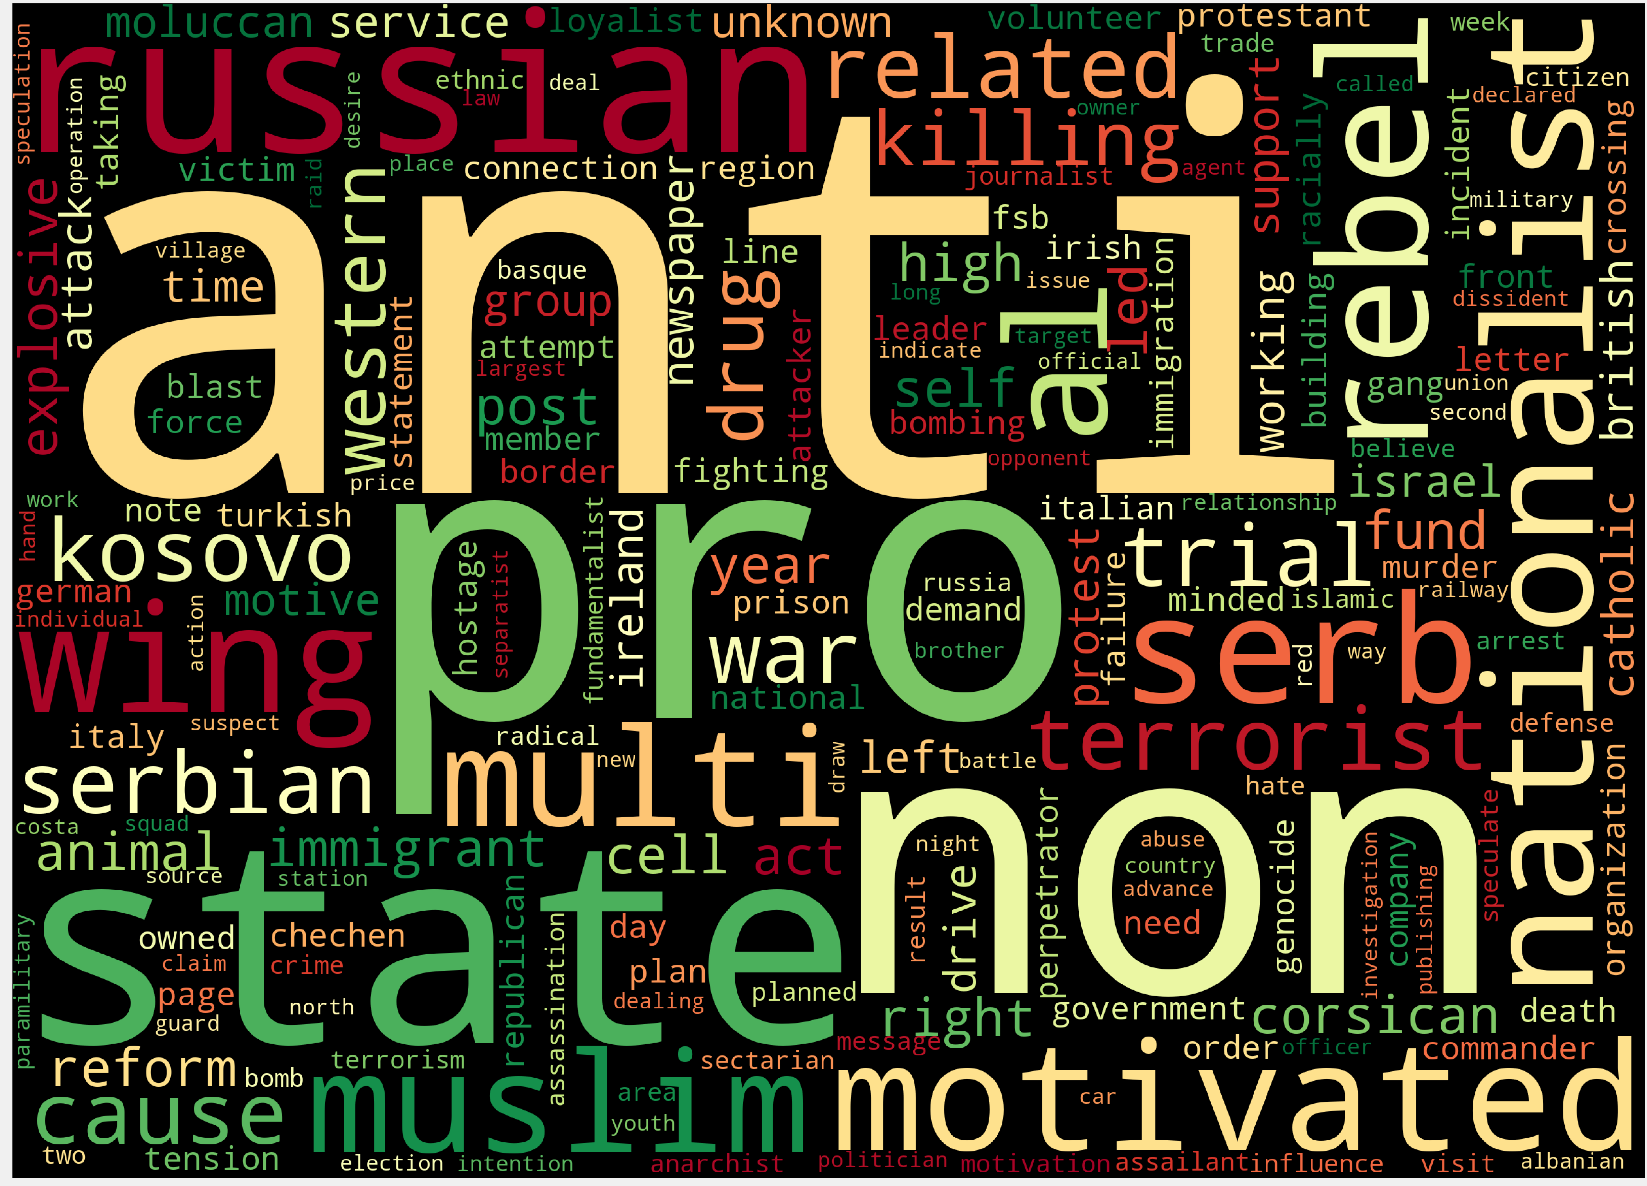 moluccan service loyalist unknown volunteer protestant week
speculation russian related trade rebel nationalist
ethnic deal law desire operation taking owner called citizen declared
killing agent journalist support racially incident crossing
victim raid place connection region newspaper military
explosive attack western anti fsb irish
village time basque group line drug high issue immigration
long al led working building front dissident british
statement attempt largest attacker leader indicate target official letter
blast force post member self bombing gang union second
border price fighting opponent believe israel
work note turkish kosovo hand italian relationship catholic
pro hostage separatist fundamentalist ireland year prison russia demand brother
protest failure trial fund murder railway
german individual wing motive action minded islamic
war national serb red way arrest
italy suspect radical new multi draw left battle terrorist defense
serbian costa squad hate organization
animal source immigrant station cell act non night abuse country advance need
result drive perpetrator genocide investigation company publishing speculate
state owned chechen claim crime page north guard paramilitary
republican assassination day plan dealing planned
right government corsican death
reform bomb terrorism sectarian message order officer commander
cause muslim area youth motivated car
two tension election intention anarchist politician motivation assailant influence visit albanian